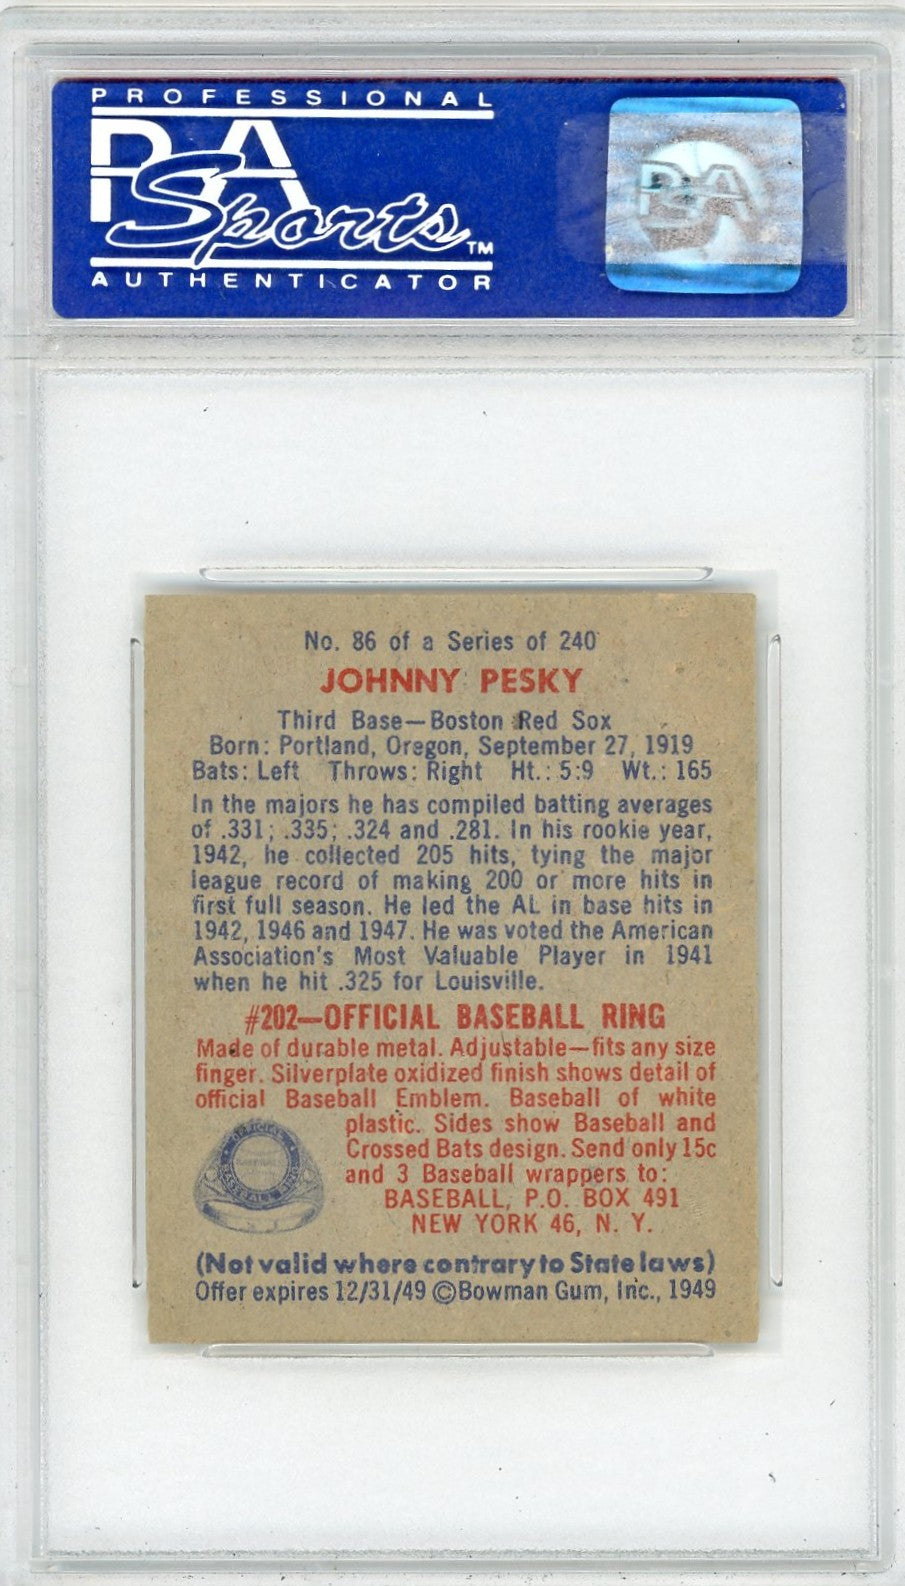 PROFESSIONAL
PSA
Sports™
AUTHENTICATOR
PSA
No. 86 of a Series of 240
JOHNNY PESKY
Third Base—Boston Red Sox
Born: Portland, Oregon, September 27, 1919
Bats: Left Throws: Right Ht.: 5:9 Wt.: 165
In the majors he has compiled batting averages
of .331; .335; .324 and .281. In his rookie year,
1942, he collected 205 hits, tying the major
league record of making 200 or more hits in
first full season. He led the AL in base hits in
1942, 1946 and 1947. He was voted the American
Association's Most Valuable Player in 1941
when he hit .325 for Louisville.
#202—OFFICIAL BASEBALL RING
Made of durable metal. Adjustable—fits any size
finger. Silverplate oxidized finish shows detail of
official Baseball Emblem. Baseball of white
plastic. Sides show Baseball and
Crossed Bats design. Send only 15c
and 3 Baseball wrappers to:
BASEBALL, P.O. BOX 491
NEW YORK 46, N. Y.
OFFICIAL
BASEBALL RING
(Not valid where contrary to State laws)
Offer expires 12/31/49 ©Bowman Gum, Inc., 1949